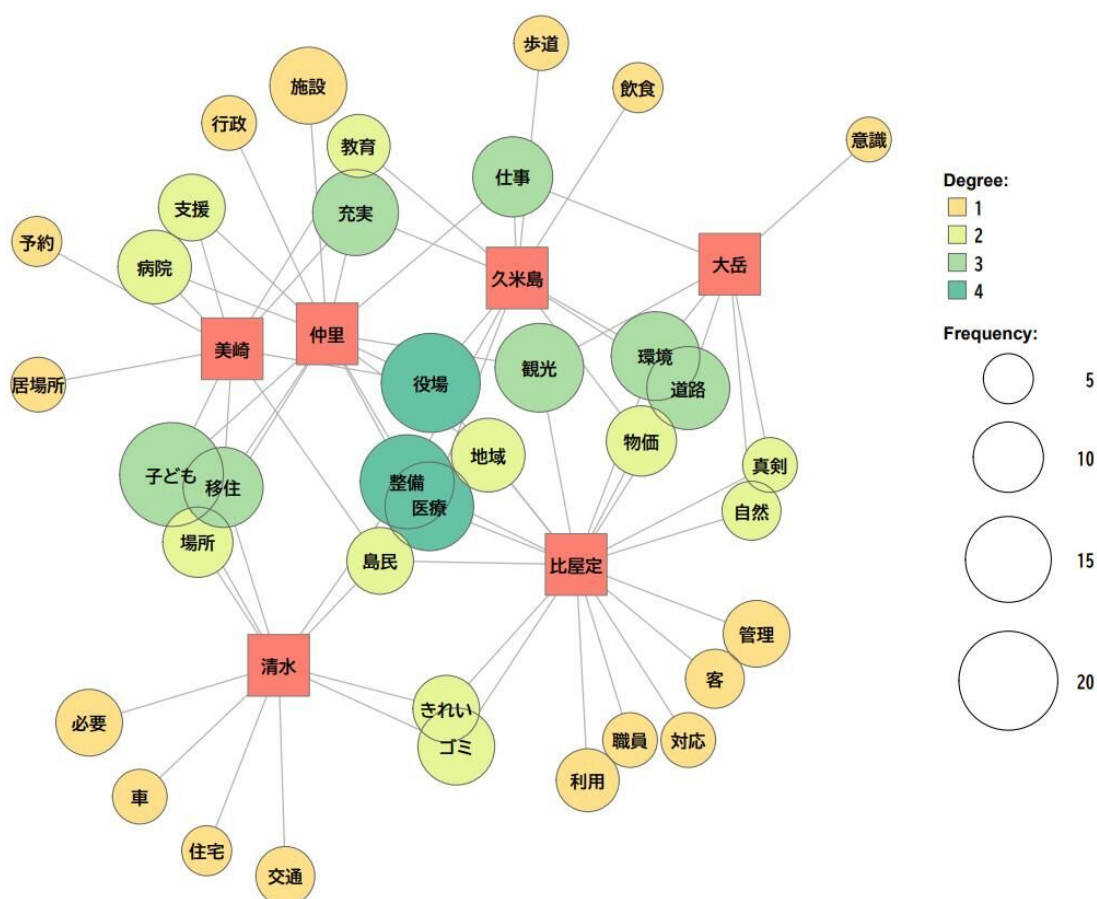 歩道
施設
飲食
行政
教育
意識
仕事
支援
充実
予約
病院
久米島
大岳
美崎
仲里
居場所
役場
観光
環境
道路
物価
地域
真剣
子ども
移住
整備
医療
自然
場所
島民
比屋定
管理
清水
客
必要
きれい
ゴミ
職員
対応
利用
車
住宅
交通
Degree:
1
2
3
4
Frequency:
5
10
15
20